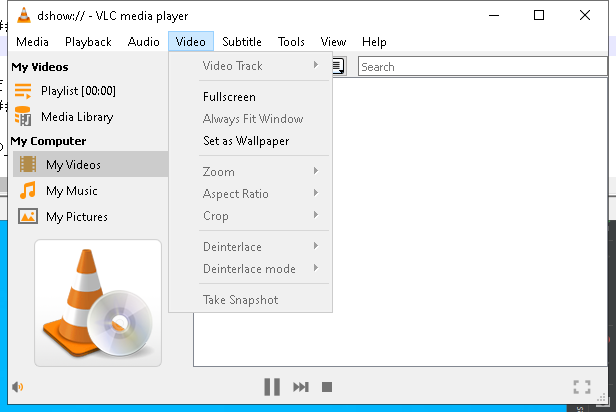 dshow:// - VLC media player
Media Playback Audio Video Subtitle Tools View Help
My Videos
Playlist [00:00]
Media Library
My Computer
My Videos
My Music
My Pictures
Video Track
Fullscreen
Always Fit Window
Set as Wallpaper
Zoom
Aspect Ratio
Crop
Deinterlace
Deinterlace mode
Take Snapshot
Search